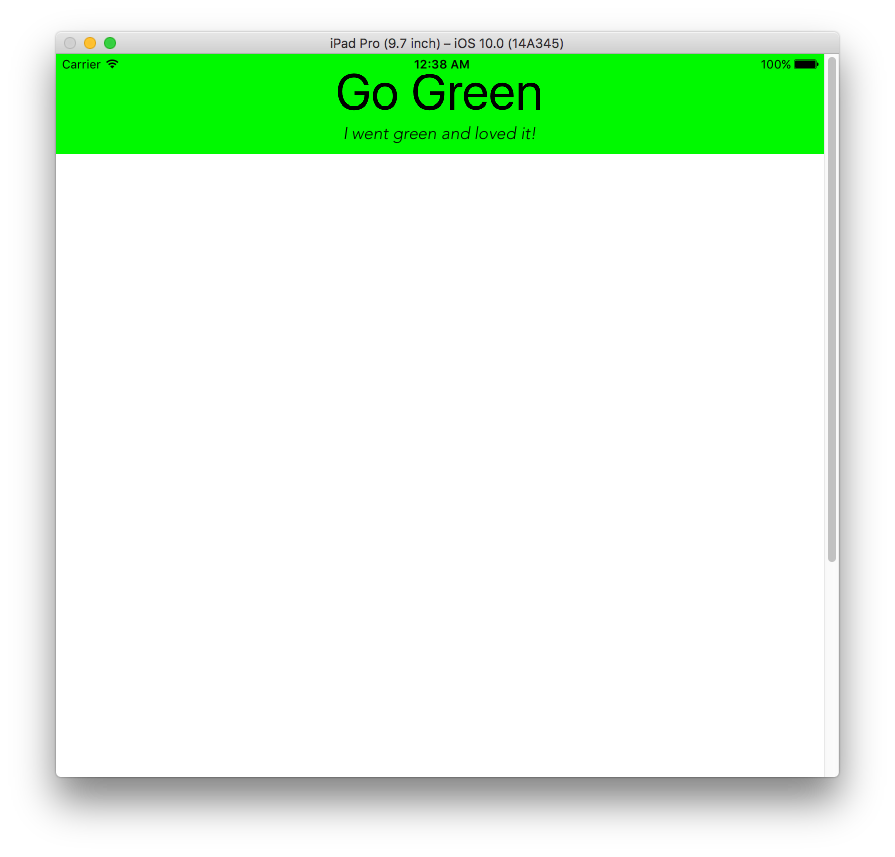 iPad Pro (9.7 inch) – iOS 10.0 (14A345)
Carrier 12:38 AM 100%
Go Green
I went green and loved it!